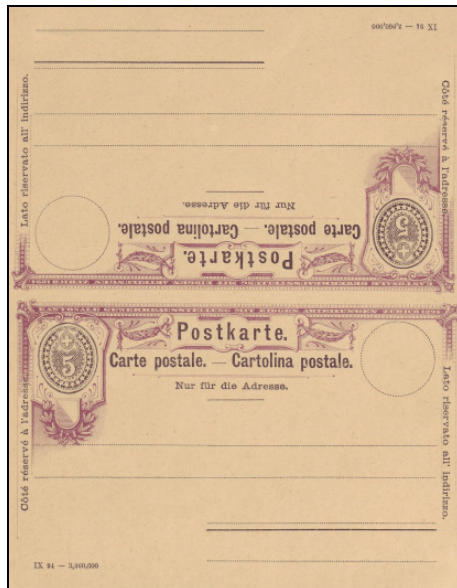 IX 94 — 3,000,000
Côté réservé à l'adresse.
Lato riservato all' indirizzo.
Nur für die Adresse.
Carte postale. — Cartolina postale.
Postkarte.
5
Postkarte.
Carte postale. — Cartolina postale.
Nur für die Adresse.
5
Côté réservé à l'adresse.
Lato riservato all' indirizzo.
IX 94 — 3,000,000